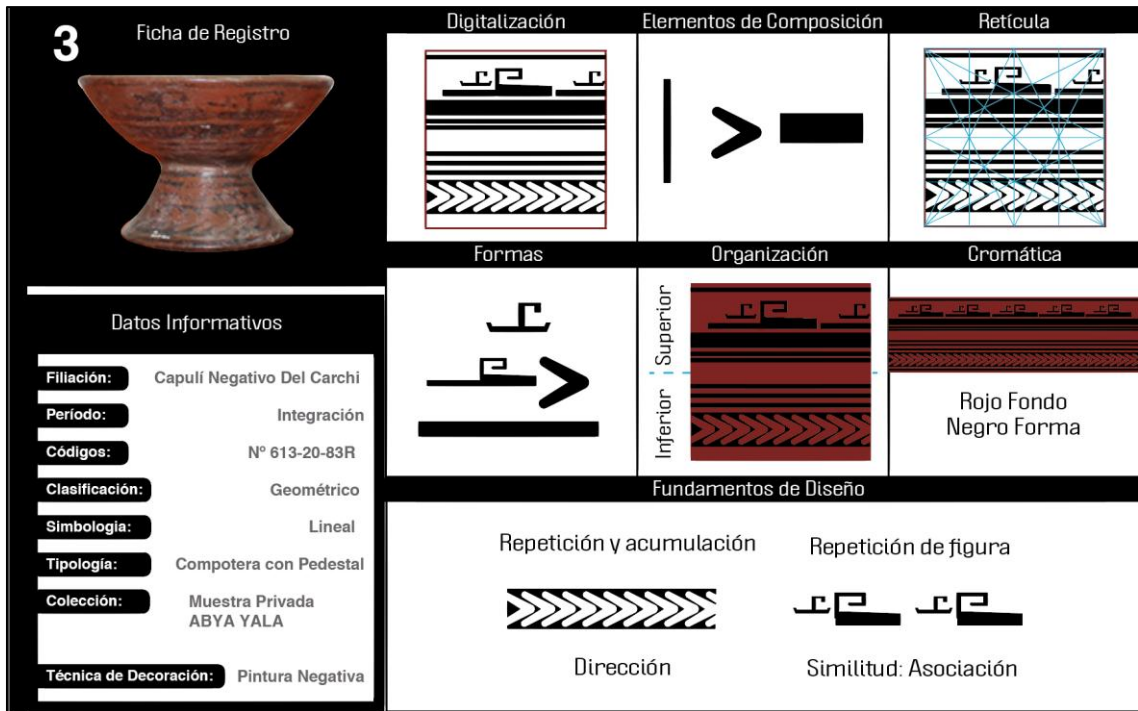 3
Ficha de Registro
Datos Informativos
Filiación: Capulí Negativo Del Carchi
Período: Integración
Códigos: Nº 613-20-83R
Clasificación: Geométrico
Simbologia: Lineal
Tipología: Compotera con Pedestal
Colección: Muestra Privada
ABYA YALA
Técnica de Decoración: Pintura Negativa
Digitalización
Elementos de Composición
Retícula
Formas
Organización
Superior
Inferior
Cromática
Rojo Fondo
Negro Forma
Fundamentos de Diseño
Repetición y acumulación
Dirección
Repetición de figura
Similitud: Asociación